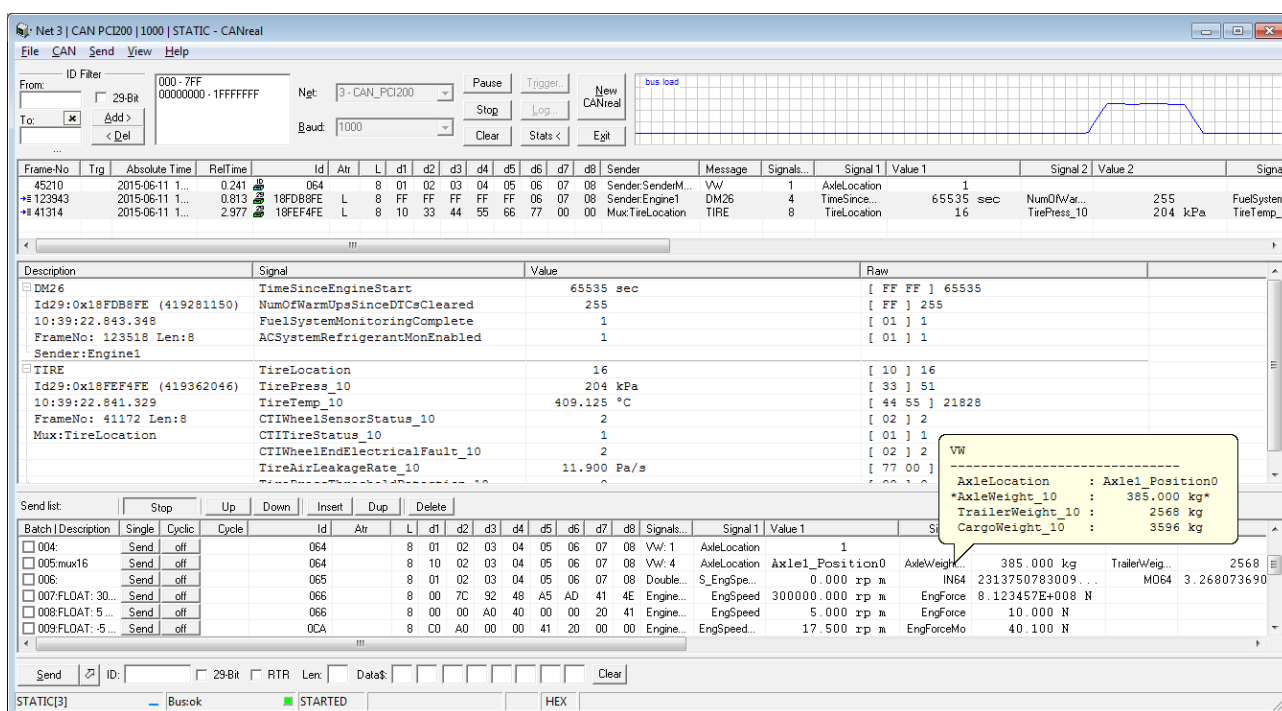 Net 3 | CAN PCI200 | 1000 | STATIC - CANreal
File CAN Send View Help
ID Filter
From:
29-Bit
To:
Add >
< Del
...
000 - 7FF
00000000 - 1FFFFFFF
Net: 3 - CAN_PCI200
Baud: 1000
Pause Trigger...
Stop Log...
Clear Stats <
New CANreal
Exit
bus load
Frame-No Trg Absolute Time RelTime Id Atr L d1 d2 d3 d4 d5 d6 d7 d8 Sender Message Signals... Signal 1 Value 1 Signal 2 Value 2 Signa
45210 2015-06-11 1... 0.241 064 8 01 02 03 04 05 06 07 08 Sender:SenderM... VW 1 AxleLocation 1
123943 2015-06-11 1... 0.813 18FDB8FE L 8 FF FF FF FF FF 06 07 08 Sender:Engine1 DM26 4 TimeSince... 65535 sec NumOfWar... 255 FuelSystem
41314 2015-06-11 1... 2.977 18FEF4FE L 8 10 33 44 55 66 77 00 00 Mux:TireLocation TIRE 8 TireLocation 16 TirePress_10 204 kPa TireTemp_
Description Signal Value Raw
DM26 TimeSinceEngineStart 65535 sec [ FF FF ] 65535
Id29:0x18FDB8FE (419281150) NumOfWarmUpsSinceDTCsCleared 255 [ FF ] 255
10:39:22.843.348 FuelSystemMonitoringComplete 1 [ 01 ] 1
FrameNo: 123518 Len:8 ACSystemRefrigerantMonEnabled 1 [ 01 ] 1
Sender:Engine1
TIRE TireLocation 16 [ 10 ] 16
Id29:0x18FEF4FE (419362046) TirePress_10 204 kPa [ 33 ] 51
10:39:22.841.329 TireTemp_10 409.125 °C [ 44 55 ] 21828
FrameNo: 41172 Len:8 CTIWheelSensorStatus_10 2 [ 02 ] 2
Mux:TireLocation CTITireStatus_10 1 [ 01 ] 1
CTIWheelEndElectricalFault_10 2 [ 02 ] 2
TireAirLeakageRate_10 11.900 Pa/s [ 77 00 ]
VW
------------------------------
AxleLocation : Axle1_Position0
*AxleWeight_10 : 385.000 kg*
TrailerWeight_10 : 2568 kg
CargoWeight_10 : 3596 kg
Send list: Stop Up Down Insert Dup Delete
Batch | Description Single Cyclic Cycle Id Atr L d1 d2 d3 d4 d5 d6 d7 d8 Signals... Signal 1 Value 1
004: Send off 064 8 01 02 03 04 05 06 07 08 VW: 1 AxleLocation 1
005:mux16 Send off 064 8 10 02 03 04 05 06 07 08 VW: 4 AxleLocation Axle1_Position0 AxleWeight... 385.000 kg TrailerWeig... 2568
006: Send off 065 8 01 02 03 04 05 06 07 08 Double... S_EngSpe... 0.000 rp m IN64 2313750783009... MO64 3.268073690
007:FLOAT: 30... Send off 066 8 00 7C 92 48 A5 AD 41 4E Engine... EngSpeed 300000.000 rp m EngForce 8.123457E+008 N
008:FLOAT: 5 ... Send off 066 8 00 00 A0 40 00 00 20 41 Engine... EngSpeed 5.000 rp m EngForce 10.000 N
009:FLOAT: -5 ... Send off 0CA 8 C0 A0 00 00 41 20 00 00 Engine... EngSpeed... 17.500 rp m EngForceMo 40.100 N
Send ID: 29-Bit RTR Len: Data$: Clear
STATIC[3] Bus:ok STARTED HEX